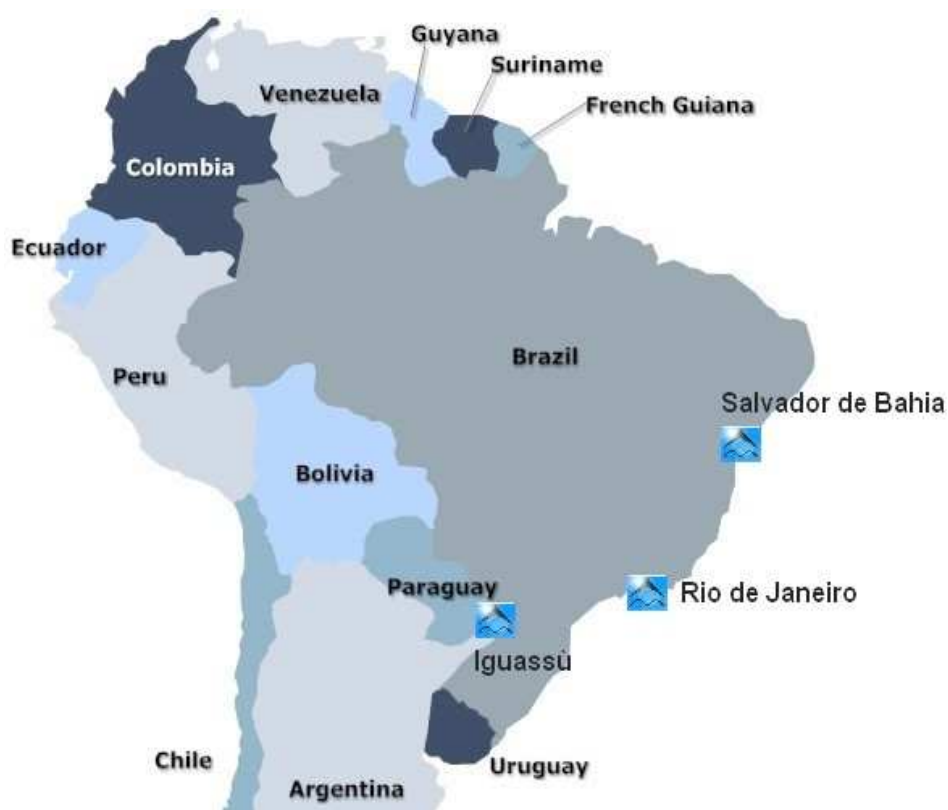 Guyana
Suriname
Venezuela
French Guiana
Colombia
Ecuador
Brazil
Peru
Salvador de Bahia
Bolivia
Paraguay
Rio de Janeiro
Iguassù
Chile
Uruguay
Argentina